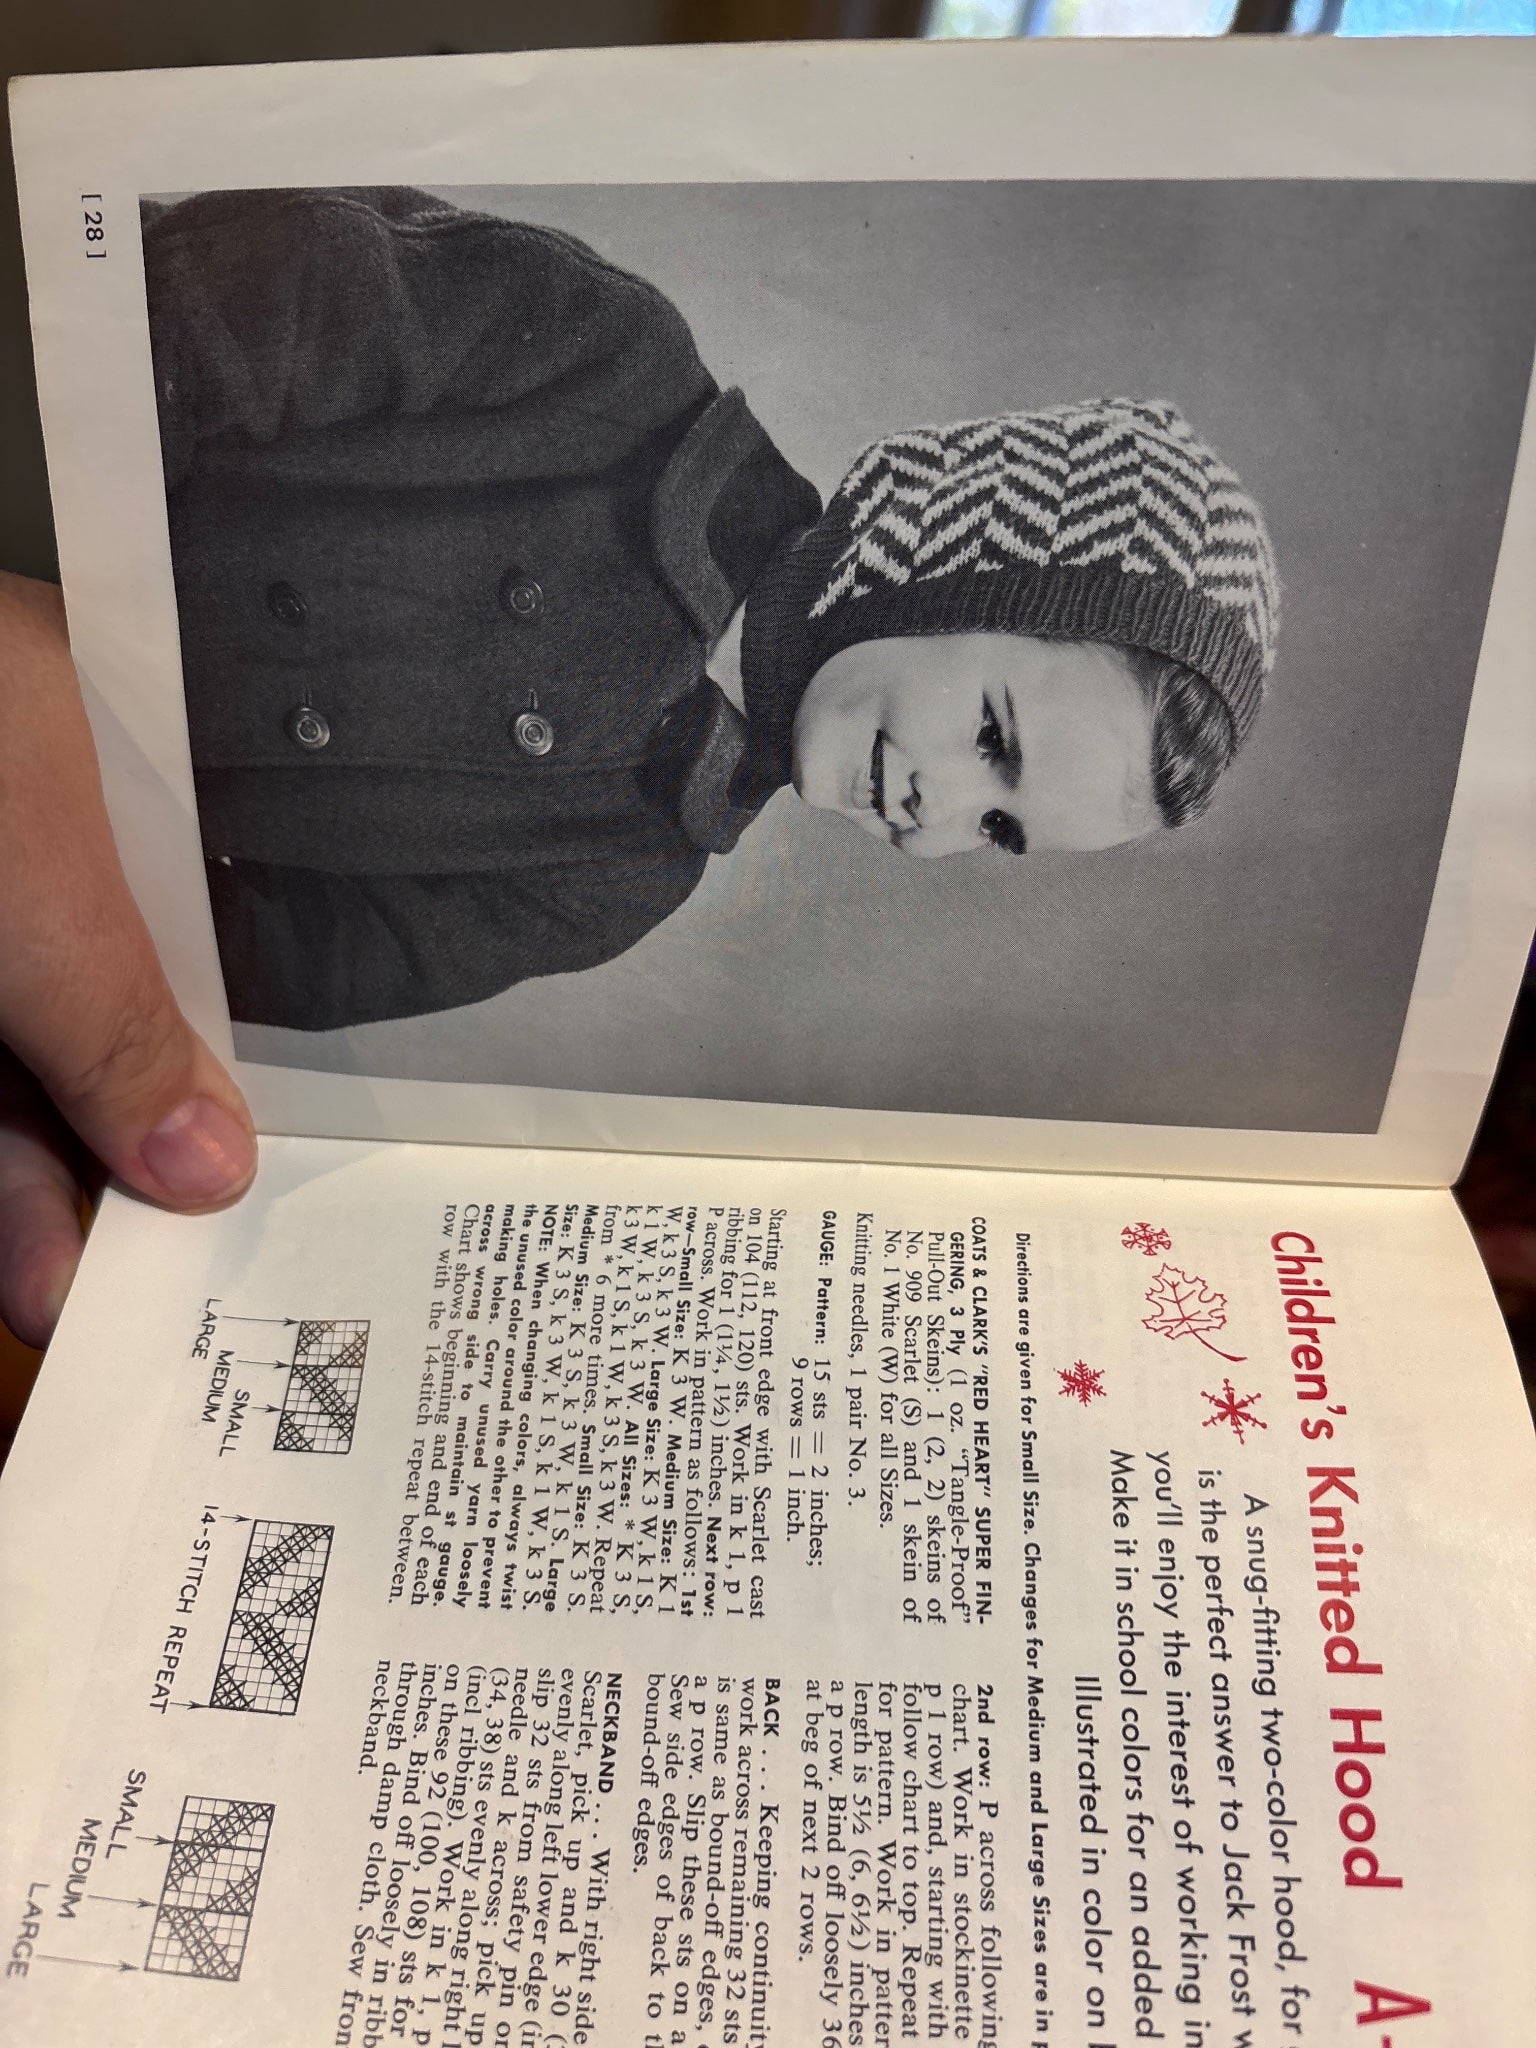 [ 28 ]
Children's Knitted Hood A-
A snug-fitting two-color hood, for
is the perfect answer to Jack Frost
you'll enjoy the interest of working in
Make it in school colors for an added
Illustrated in color on
Directions are given for Small Size. Changes for Medium and Large Sizes are in
COATS & CLARK'S "RED HEART" SUPER FIN-
GERING, 3 Ply (1 oz. "Tangle-Proof"
Pull-Out Skeins): 1 (2, 2) skeins of
No. 909 Scarlet (S) and 1 skein of
No. 1 White (W) for all Sizes.
Knitting needles, 1 pair No. 3.
GAUGE: Pattern: 15 sts = 2 inches;
9 rows = 1 inch.
Starting at front edge with Scarlet cast
on 104 (112, 120) sts. Work in k 1, p 1
ribbing for 1 (1¼, 1½) inches. Next row:
P across. Work in pattern as follows: 1st
row—Small Size: K 3 W. Medium Size: K 1
W, k 3 S, k 3 W. Large Size: K 3 W, k 1 S,
k 1 W, k 3 S, k 3 W. All Sizes: * K 3 S,
k 3 W, k 1 S, k 1 W, k 3 S, k 3 W. Repeat
from * 6 more times. Small Size: K 3 S.
Medium Size: K 3 S, k 3 W, k 1 S. Large
Size: K 3 S, k 3 W, k 1 S, k 1 W, k 3 S.
NOTE: When changing colors, always twist
the unused color around the other to prevent
making holes. Carry unused yarn loosely
across wrong side to maintain st gauge.
Chart shows beginning and end of each
row with the 14-stitch repeat between.
2nd row: P across following
chart. Work in stockinette
p 1 row) and, starting with
follow chart to top. Repeat
for pattern. Work in
length is 5½ (6, 6½) inches
a p row. Bind off loosely 36
at beg of next 2 rows.
BACK . . . Keeping
work across remaining 32 sts
is same as bound-off edges,
a p row. Slip these sts on a
Sew side edges of back to
bound-off edges.
NECKBAND . . . With right side
Scarlet, pick up and k 30
evenly along left lower edge
slip 32 sts from safety pin
needle and k across; pick up
(34, 38) sts evenly along right
(incl ribbing). Work in k 1, p
on these 92 (100, 108) sts for
inches. Bind off loosely in
through damp cloth. Sew
neckband.
LARGE
MEDIUM
SMALL
14-STITCH REPEAT
SMALL
MEDIUM
LARGE